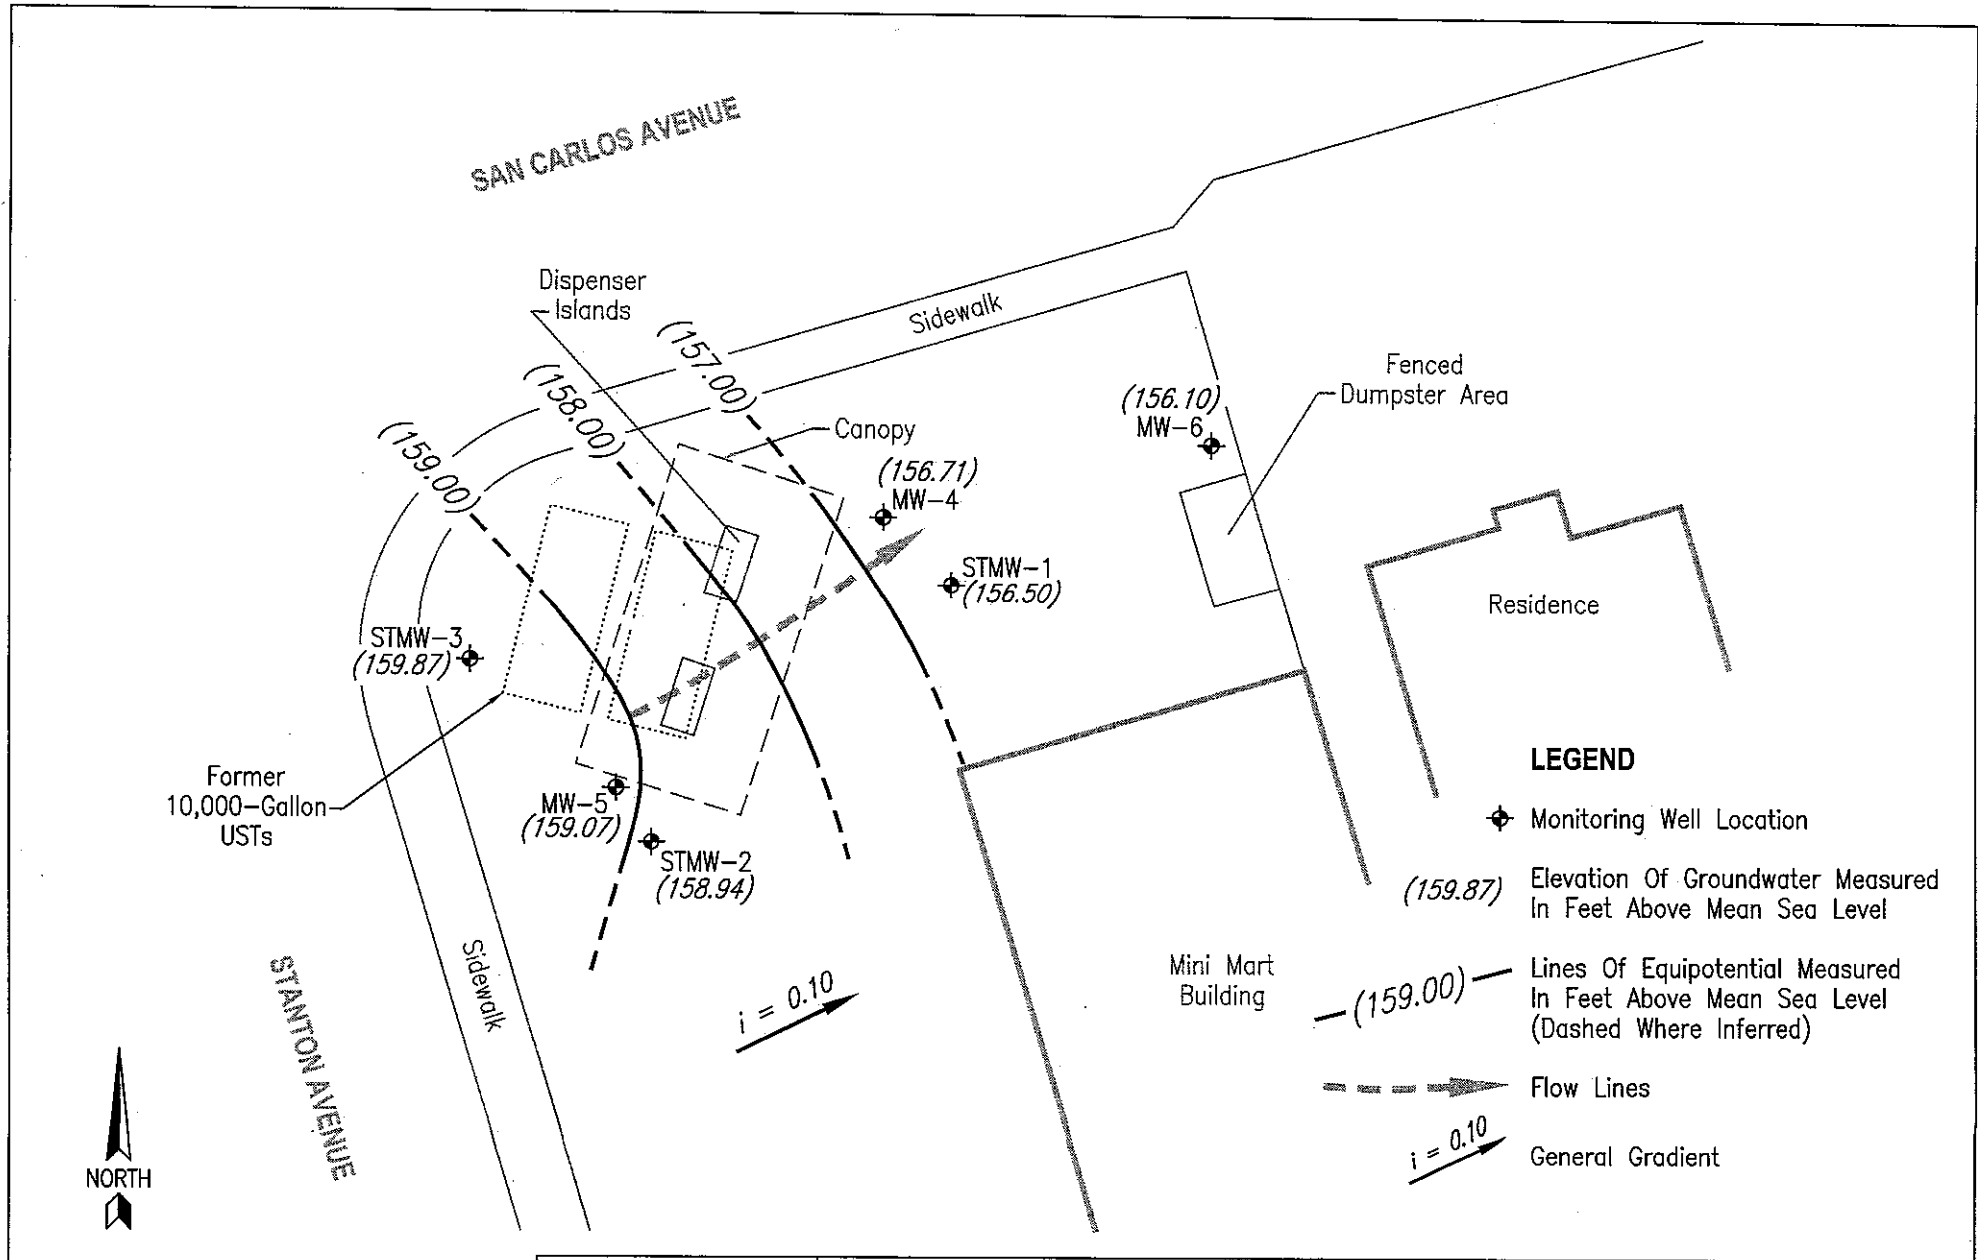 SAN CARLOS AVENUE
Dispenser
Islands
(157.00)
Sidewalk
(158.00)
Fenced
Dumpster Area
(156.10)
MW-6
(159.00)
Canopy
(156.71)
MW-4
STMW-1
(156.50)
Residence
STMW-3
(159.87)
Former
10,000-Gallon
USTs
MW-5
(159.07)
STMW-2
(158.94)
Sidewalk
STANTON AVENUE
i = 0.10
Mini Mart
Building
NORTH
LEGEND
Monitoring Well Location
(159.87)
Elevation Of Groundwater Measured
In Feet Above Mean Sea Level
(159.00)
Lines Of Equipotential Measured
In Feet Above Mean Sea Level
(Dashed Where Inferred)
Flow Lines
i = 0.10
General Gradient